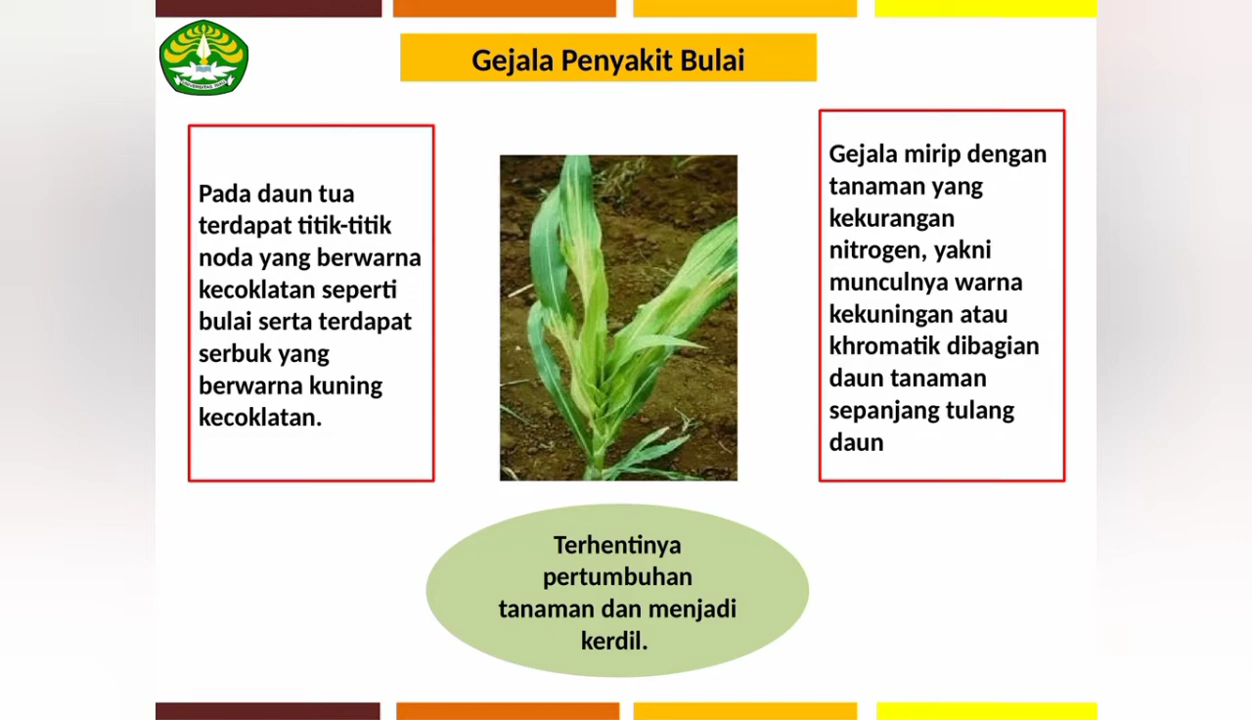 Gejala Penyakit Bulai
Pada daun tua
terdapat titik-titik
noda yang berwarna
kecoklatan seperti
bulai serta terdapat
serbuk yang
berwarna kuning
kecoklatan.
Gejala mirip dengan
tanaman yang
kekurangan
nitrogen, yakni
munculnya warna
kekuningan atau
khromatik dibagian
daun tanaman
sepanjang tulang
daun
Terhentinya
pertumbuhan
tanaman dan menjadi
kerdil.